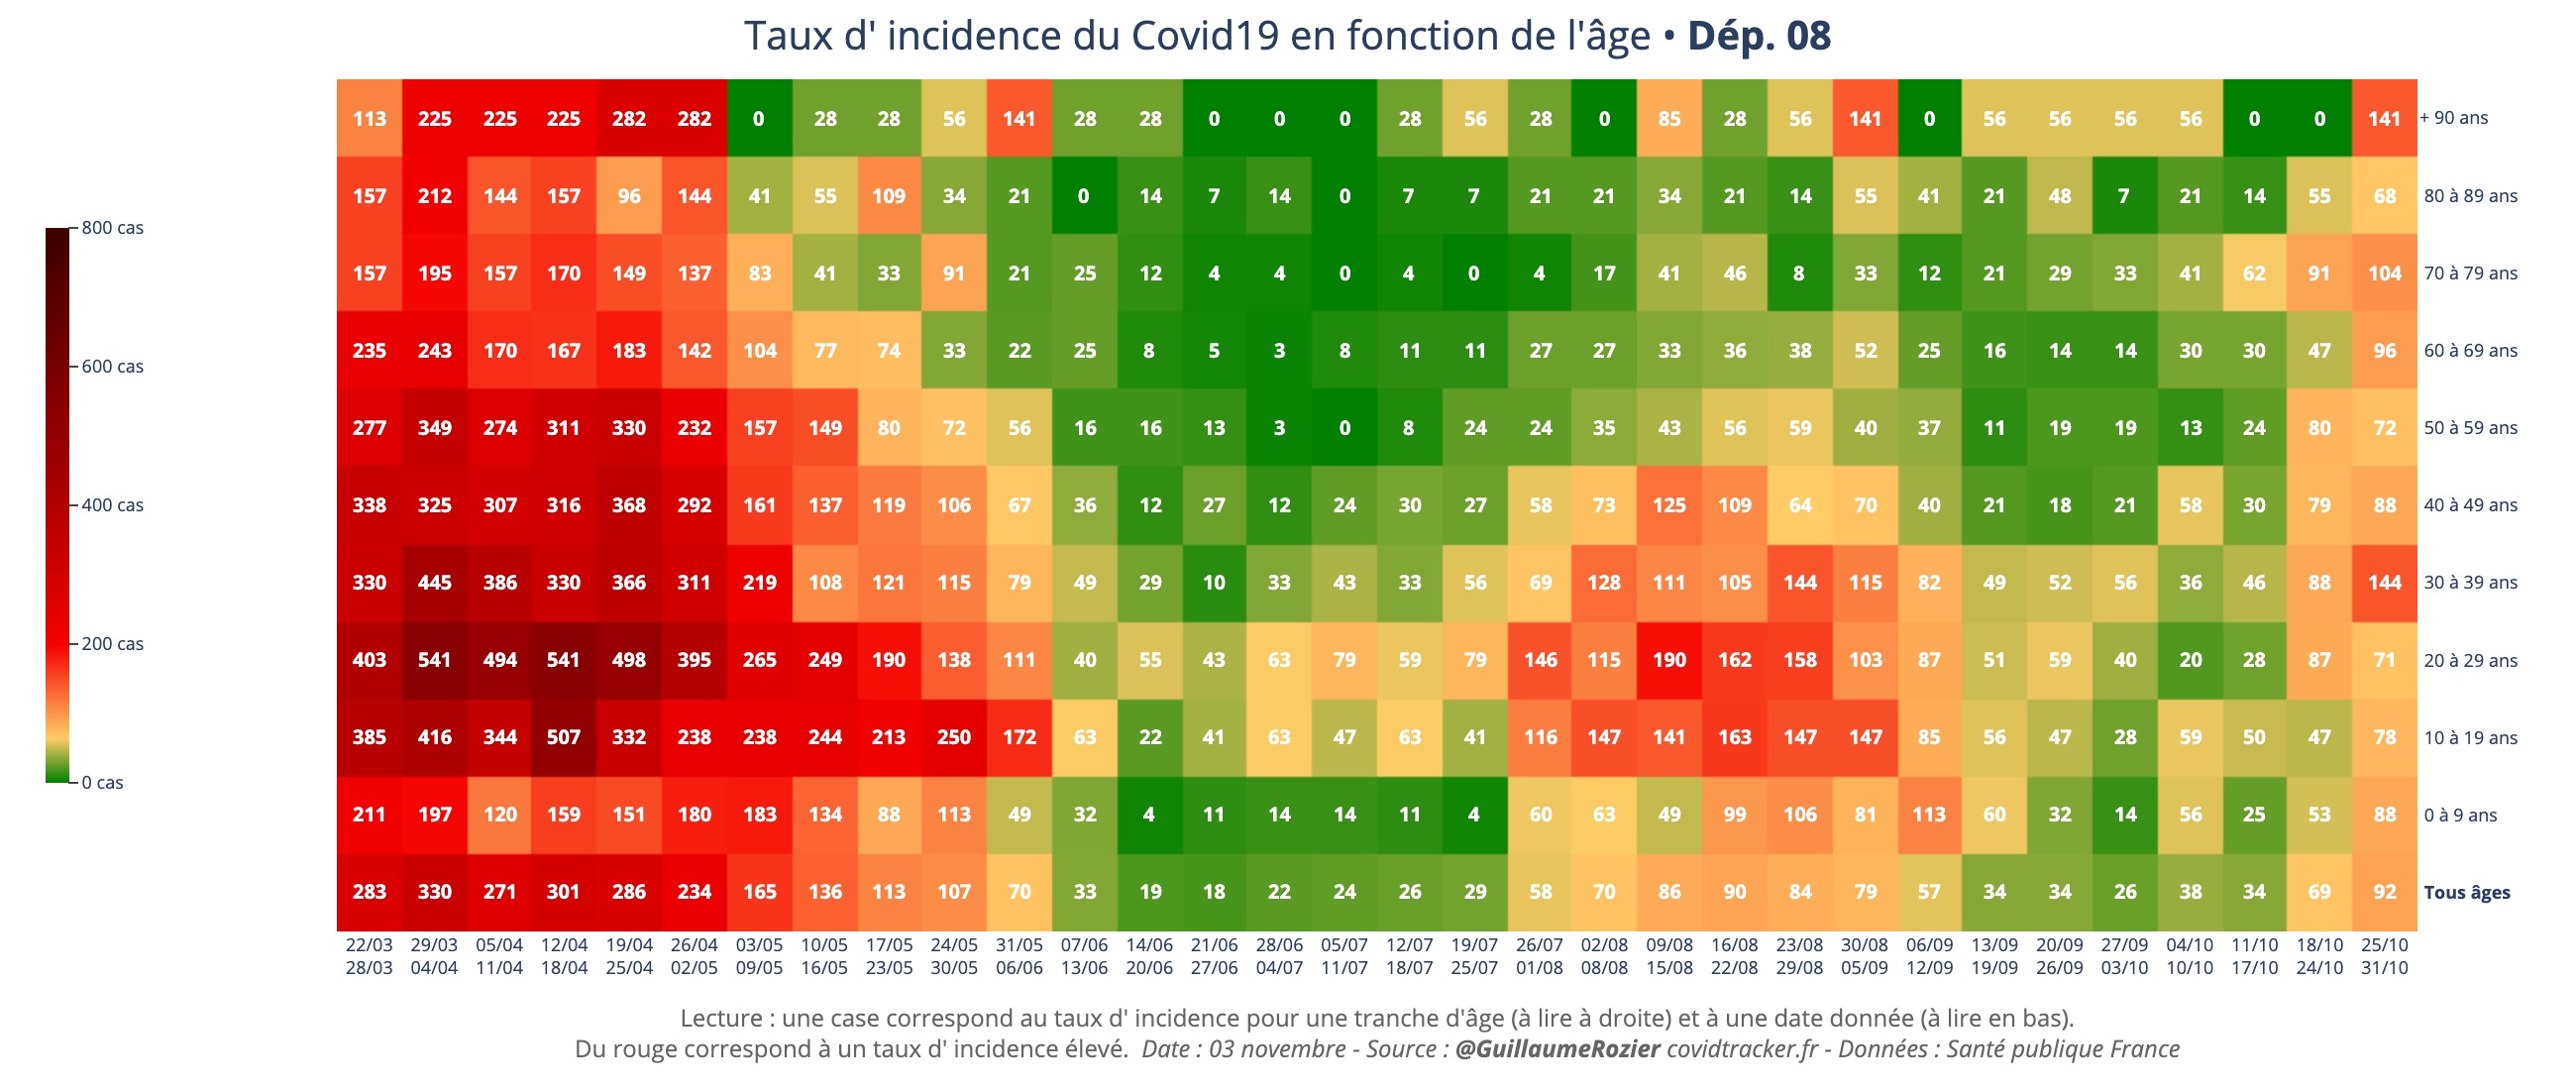 Taux d' incidence du Covid19 en fonction de l'âge • Dép. 08
800 cas
600 cas
400 cas
200 cas
0 cas
113 225 225 225 282 282 0 28 28 56 141 28 28 0 0 0 28 56 28 0 85 28 56 141 0 56 56 56 56 0 0 141 + 90 ans
157 212 144 157 96 144 41 55 109 34 21 0 14 7 14 0 7 7 21 21 34 21 14 55 41 21 48 7 21 14 55 68 80 à 89 ans
157 195 157 170 149 137 83 41 33 91 21 25 12 4 4 0 4 0 4 17 41 46 8 33 12 21 29 33 41 62 91 104 70 à 79 ans
235 243 170 167 183 142 104 77 74 33 22 25 8 5 3 8 11 11 27 27 33 36 38 52 25 16 14 14 30 30 47 96 60 à 69 ans
277 349 274 311 330 232 157 149 80 72 56 16 16 13 3 0 8 24 24 35 43 56 59 40 37 11 19 19 13 24 80 72 50 à 59 ans
338 325 307 316 368 292 161 137 119 106 67 36 12 27 12 24 30 27 58 73 125 109 64 70 40 21 18 21 58 30 79 88 40 à 49 ans
330 445 386 330 366 311 219 108 121 115 79 49 29 10 33 43 33 56 69 128 111 105 144 115 82 49 52 56 36 46 88 144 30 à 39 ans
403 541 494 541 498 395 265 249 190 138 111 40 55 43 63 79 59 79 146 115 190 162 158 103 87 51 59 40 20 28 87 71 20 à 29 ans
385 416 344 507 332 238 238 244 213 250 172 63 22 41 63 47 63 41 116 147 141 163 147 147 85 56 47 28 59 50 47 78 10 à 19 ans
211 197 120 159 151 180 183 134 88 113 49 32 4 11 14 14 11 4 60 63 49 99 106 81 113 60 32 14 56 25 53 88 0 à 9 ans
283 330 271 301 286 234 165 136 113 107 70 33 19 18 22 24 26 29 58 70 86 90 84 79 57 34 34 26 38 34 69 92 Tous âges
22/03 29/03 05/04 12/04 19/04 26/04 03/05 10/05 17/05 24/05 31/05 07/06 14/06 21/06 28/06 05/07 12/07 19/07 26/07 02/08 09/08 16/08 23/08 30/08 06/09 13/09 20/09 27/09 04/10 11/10 18/10 25/10
28/03 04/04 11/04 18/04 25/04 02/05 09/05 16/05 23/05 30/05 06/06 13/06 20/06 27/06 04/07 11/07 18/07 25/07 01/08 08/08 15/08 22/08 29/08 05/09 12/09 19/09 26/09 03/10 10/10 17/10 24/10 31/10
Lecture : une case correspond au taux d' incidence pour une tranche d'âge (à lire à droite) et à une date donnée (à lire en bas).
Du rouge correspond à un taux d' incidence élevé. Date : 03 novembre - Source : @GuillaumeRozier covidtracker.fr - Données : Santé publique France